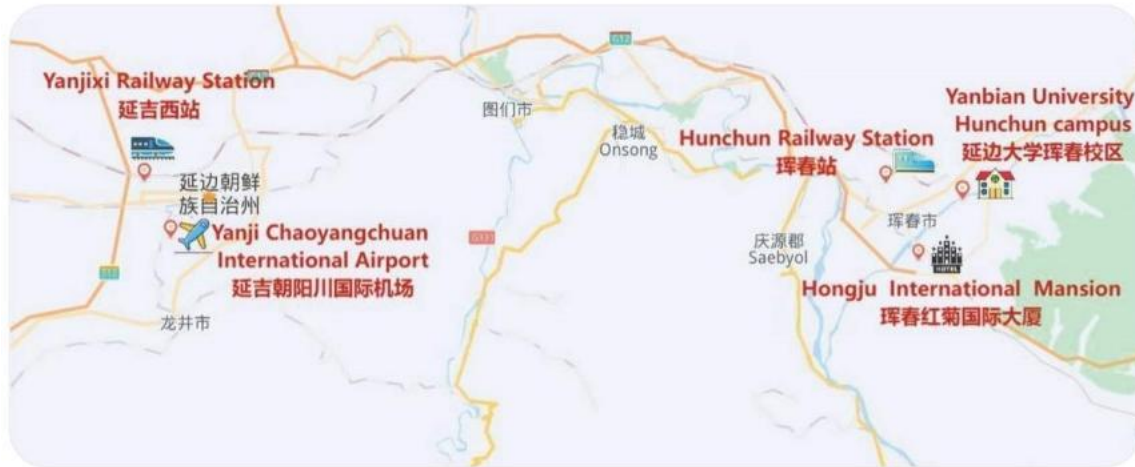 G12
Yanjixi Railway Station
延吉西站
图们市
稳城
Onsong
Yanbian University
Hunchun campus
延边大学珲春校区
Hunchun Railway Station
珲春站
延边朝鲜
族自治州
Yanji Chaoyangchuan
International Airport
延吉朝阳川国际机场
珲春市
庆源郡
Saebyol
HOTEL
Hongju International Mansion
珲春红菊国际大厦
龙井市